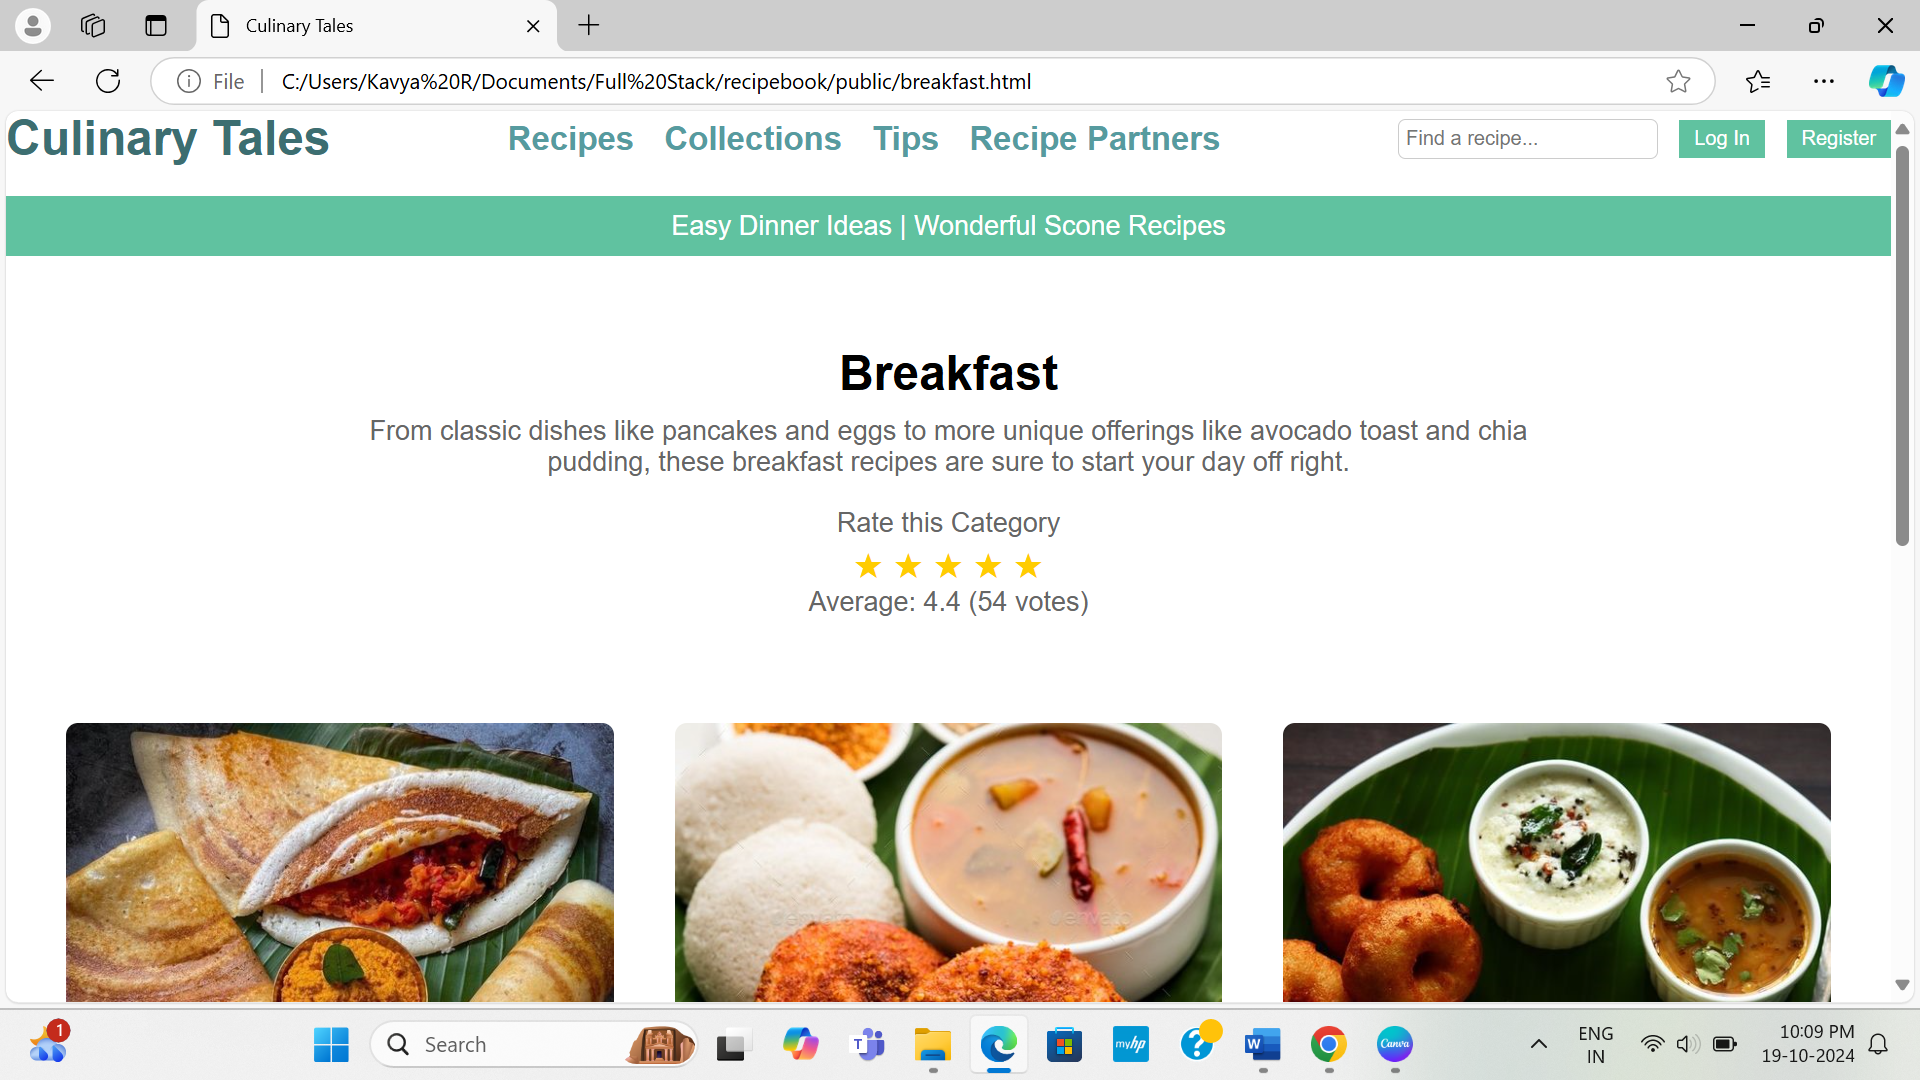 Culinary Tales
File
C:/Users/Kavya%20R/Documents/Full%20Stack/recipebook/public/breakfast.html
Culinary Tales
Recipes Collections Tips Recipe Partners
Find a recipe...
Log In
Register
Easy Dinner Ideas | Wonderful Scone Recipes
Breakfast
From classic dishes like pancakes and eggs to more unique offerings like avocado toast and chia
pudding, these breakfast recipes are sure to start your day off right.
Rate this Category
★ ★ ★ ★ ★
Average: 4.4 (54 votes)
envato
1
Search
T
myhp
?
W
Canva
ENG
IN
10:09 PM
19-10-2024